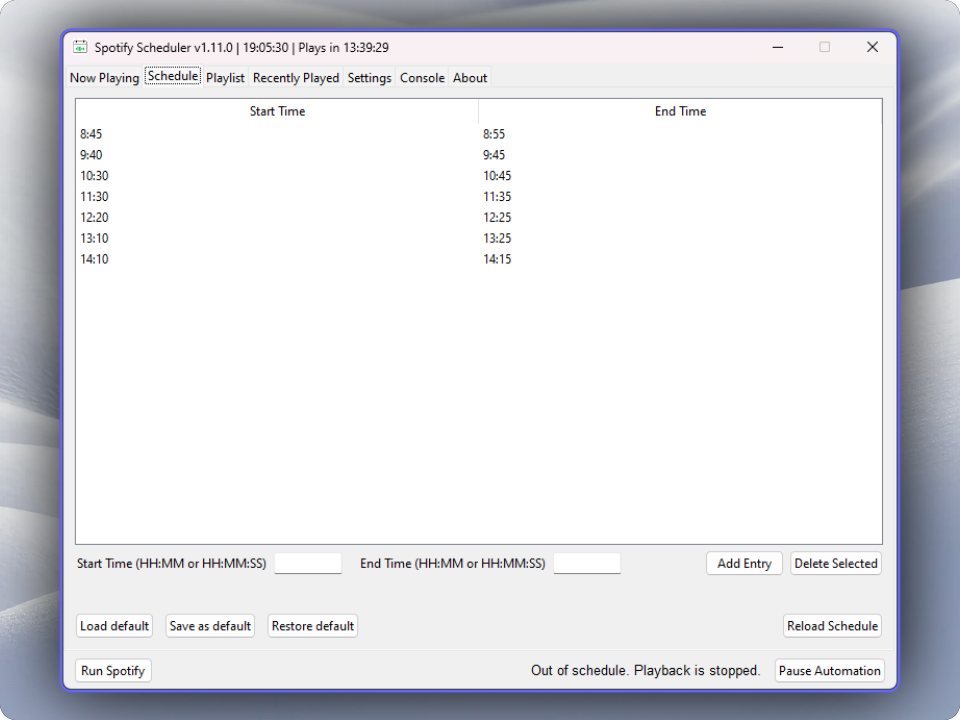 Spotify Scheduler v1.11.0 | 19:05:30 | Plays in 13:39:29
Now Playing Schedule Playlist Recently Played Settings Console About
Start Time End Time
8:45 8:55
9:40 9:45
10:30 10:45
11:30 11:35
12:20 12:25
13:10 13:25
14:10 14:15
Start Time (HH:MM or HH:MM:SS) End Time (HH:MM or HH:MM:SS) Add Entry Delete Selected
Load default Save as default Restore default Reload Schedule
Run Spotify Out of schedule. Playback is stopped. Pause Automation